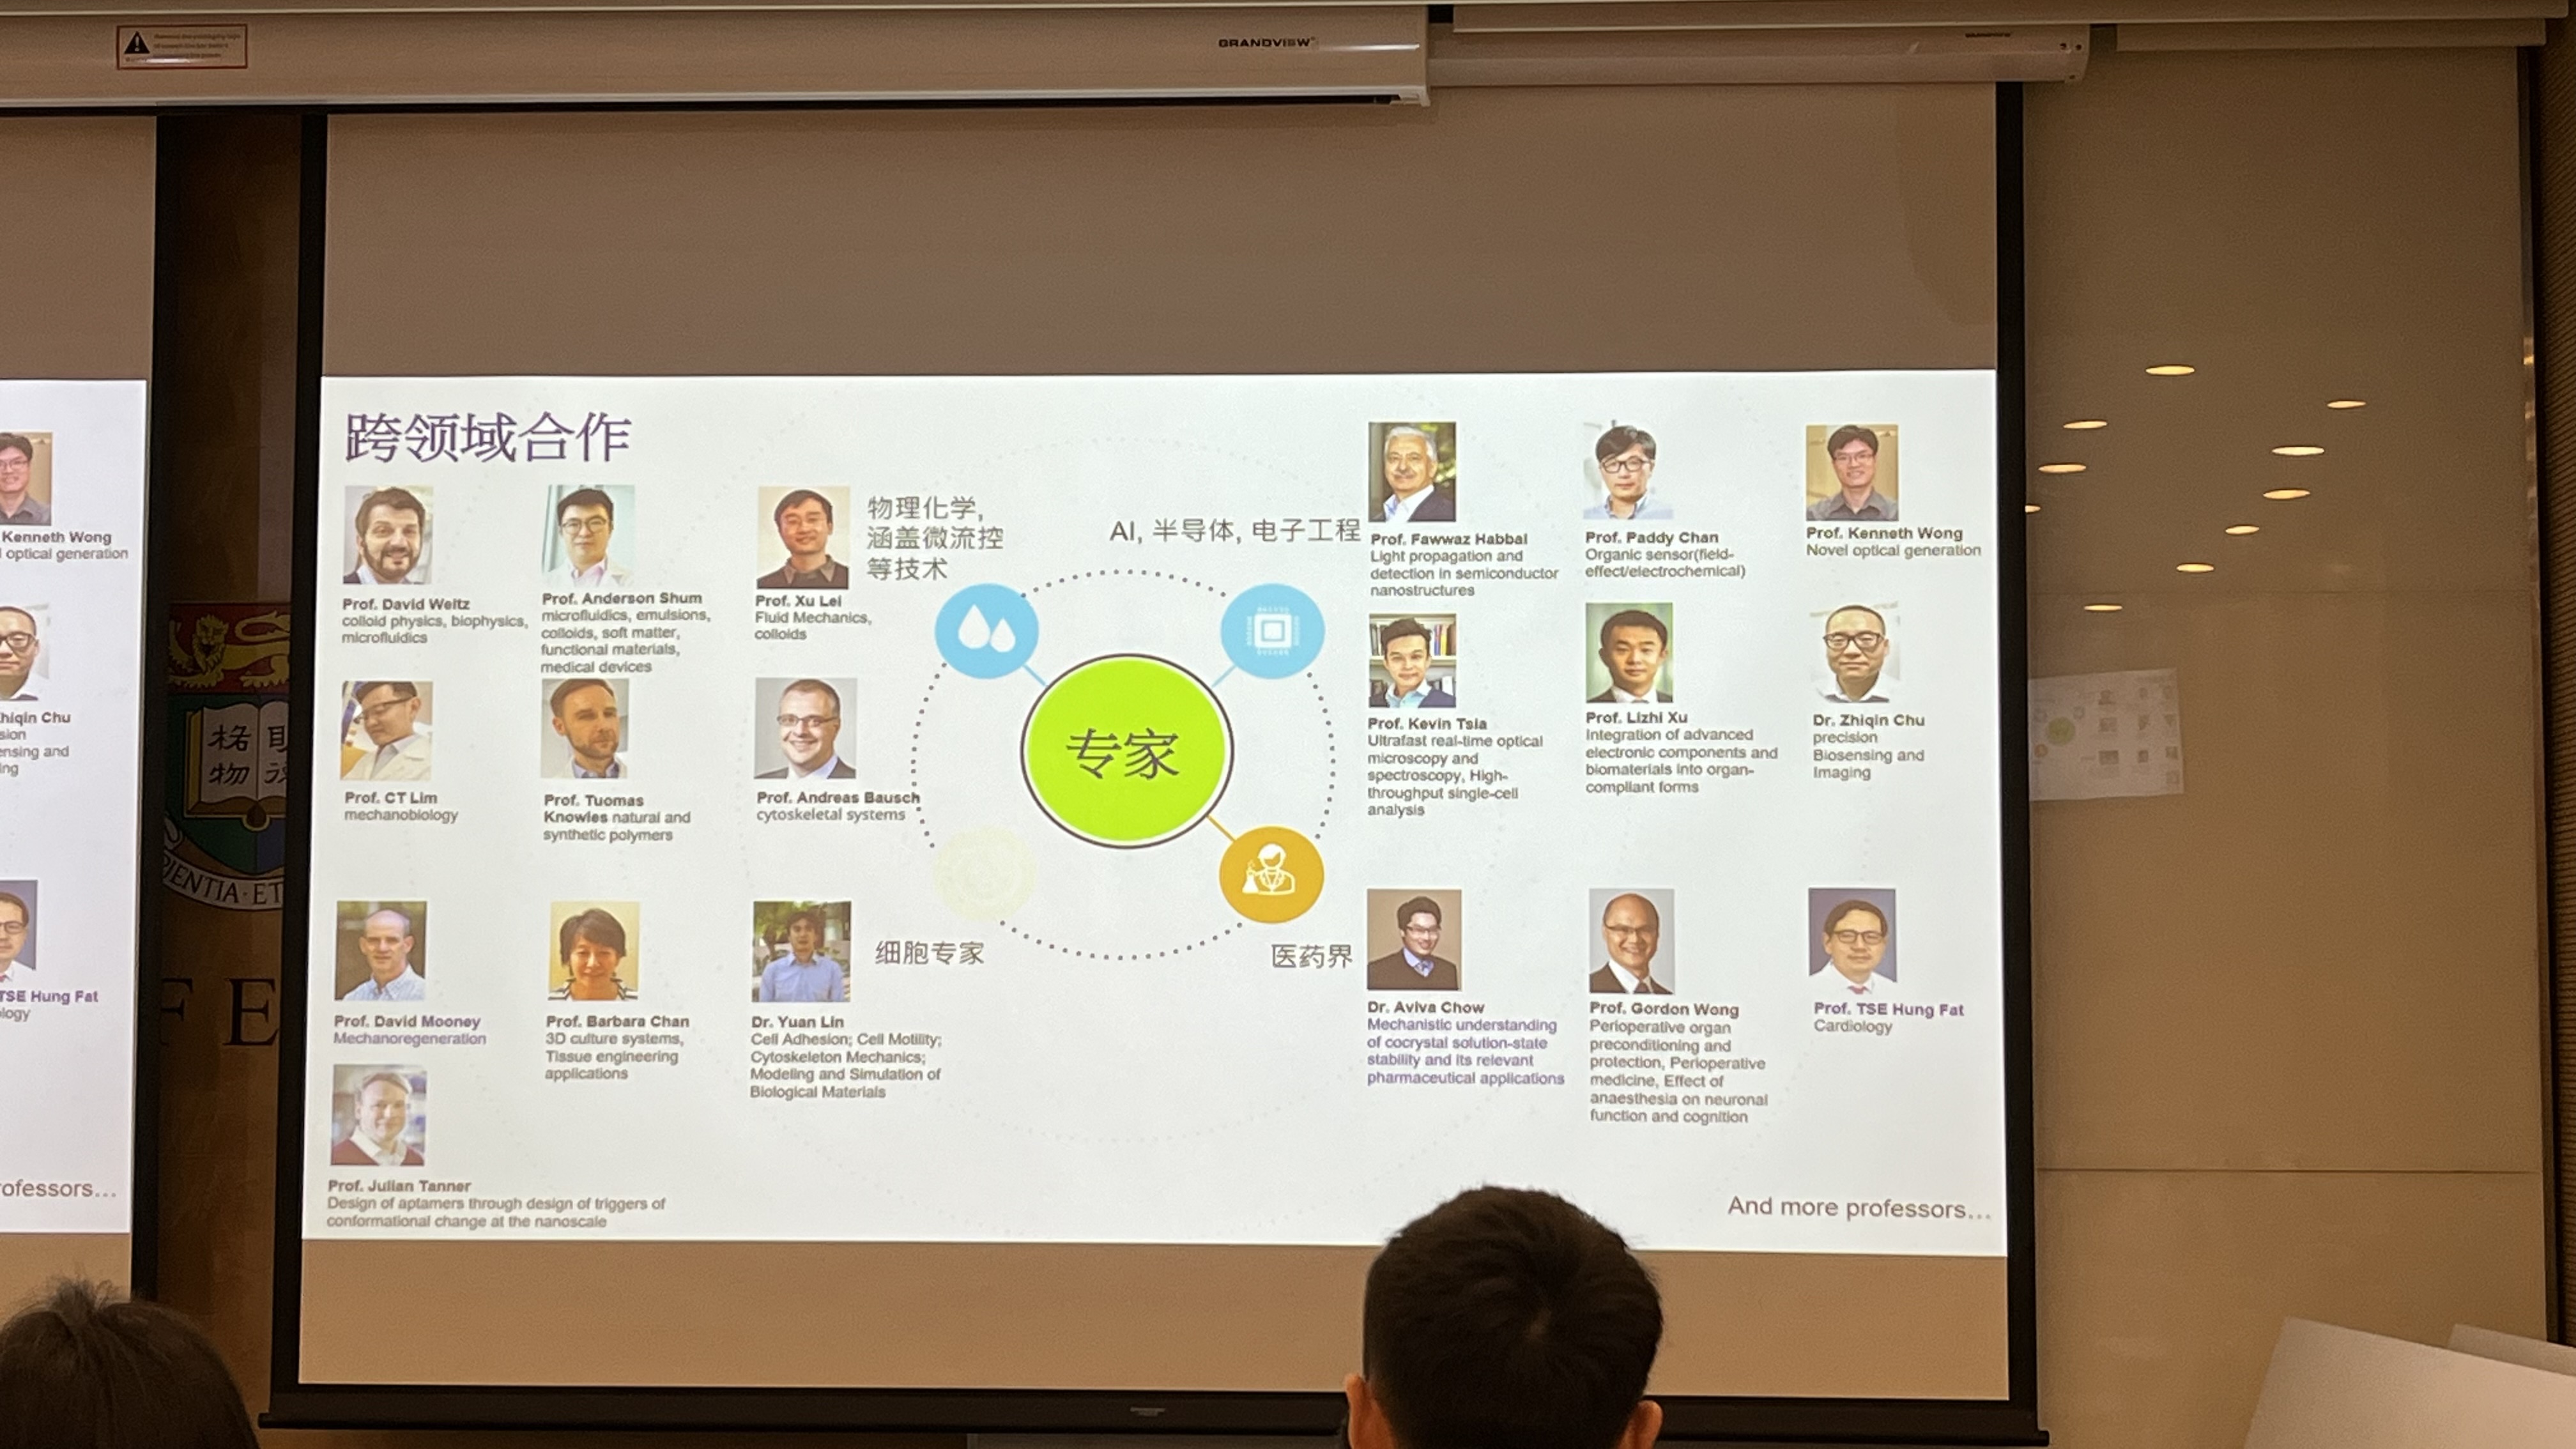 GRANDVIEW
跨领域合作
Prof. David Weitz
colloid physics, biophysics,
microfluidics
Prof. Anderson Shum
microfluidics, emulsions,
colloids, soft matter,
functional materials,
medical devices
Prof. Xu Lei
Fluid Mechanics,
colloids
物理化学,
涵盖微流控
等技术
Prof. CT Lim
mechanobiology
Prof. Tuomas
Knowles natural and
synthetic polymers
Prof. Andreas Bausch
cytoskeletal systems
AI, 半导体, 电子工程
Prof. Fawwaz Habbal
Light propagation and
detection in semiconductor
nanostructures
Prof. Paddy Chan
Organic sensor(field-
effect/electrochemical)
Prof. Kenneth Wong
Novel optical generation
Prof. Kevin Tsia
Ultrafast real-time optical
microscopy and
spectroscopy, High-
throughput single-cell
analysis
Prof. Lizhi Xu
Integration of advanced
electronic components and
biomaterials into organ-
compliant forms
Dr. Zhiqin Chu
precision
Biosensing and
Imaging
专家
Prof. David Mooney
Mechanoregeneration
Prof. Barbara Chan
3D culture systems,
Tissue engineering
applications
Dr. Yuan Lin
Cell Adhesion; Cell Motility;
Cytoskeleton Mechanics;
Modeling and Simulation of
Biological Materials
细胞专家
Prof. Julian Tanner
Design of aptamers through design of triggers of
conformational change at the nanoscale
医药界
Dr. Aviva Chow
Mechanistic understanding
of cocrystal solution-state
stability and its relevant
pharmaceutical applications
Prof. Gordon Wong
Perioperative organ
preconditioning and
protection, Perioperative
medicine, Effect of
anaesthesia on neuronal
function and cognition
Prof. TSE Hung Fat
Cardiology
And more professors...
Kenneth Wong
optical generation
hiqin Chu
sion
ensing and
ing
TSE Hung Fat
ology
ofessors...
格
物
IENTIA·ET
F E